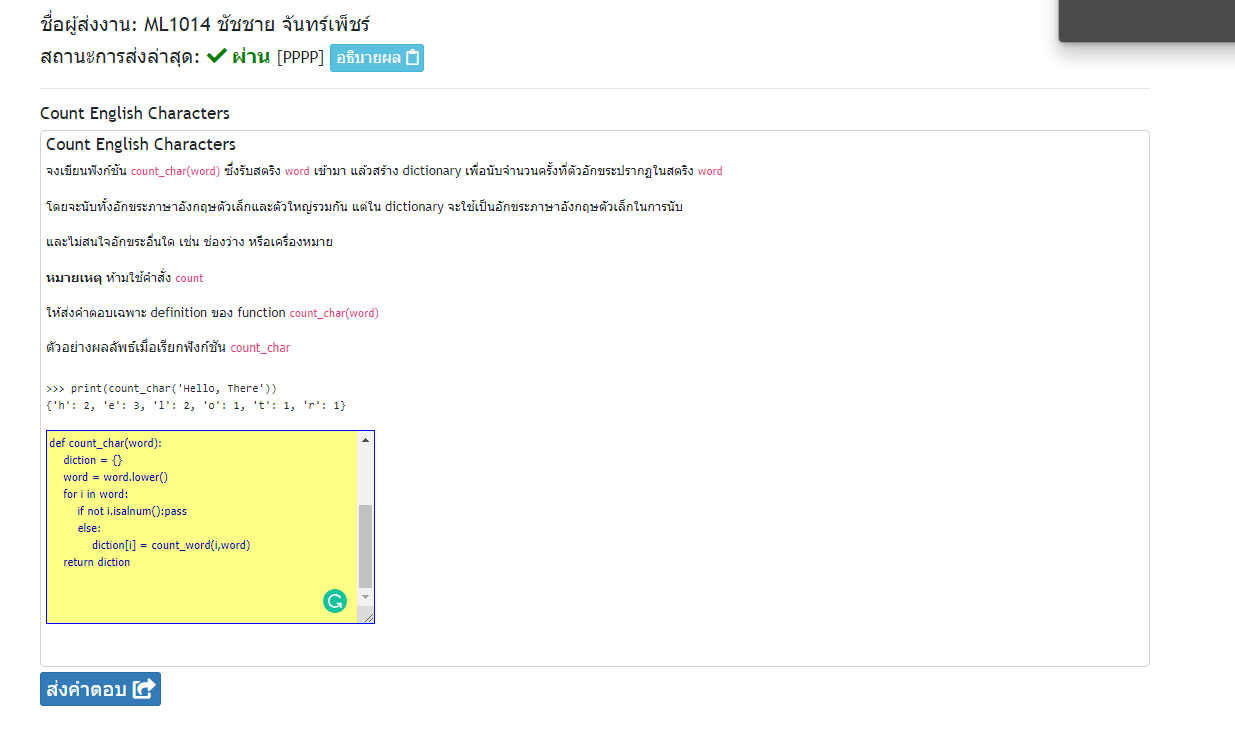 ชื่อผู้ส่งงาน: ML1014 ชัชชาย จันทร์เพ็ชร์
สถานะการส่งล่าสุด: ผ่าน [PPPP] อธิบายผล
Count English Characters
Count English Characters
จงเขียนฟังก์ชัน count_char(word) ซึ่งรับสตริง word เข้ามา แล้วสร้าง dictionary เพื่อนับจำนวนครั้งที่ตัวอักขระปรากฏในสตริง word
โดยจะนับทั้งอักขระภาษาอังกฤษตัวเล็กและตัวใหญ่รวมกัน แต่ใน dictionary จะใช้เป็นอักขระภาษาอังกฤษตัวเล็กในการนับ
และไม่สนใจอักขระอื่นใด เช่น ช่องว่าง หรือเครื่องหมาย
หมายเหตุ ห้ามใช้คำสั่ง count
ให้ส่งคำตอบเฉพาะ definition ของ function count_char(word)
ตัวอย่างผลลัพธ์เมื่อเรียกฟังก์ชัน count_char
>>> print(count_char('Hello, There'))
{'h': 2, 'e': 3, 'l': 2, 'o': 1, 't': 1, 'r': 1}
def count_char(word):
diction = {}
word = word.lower()
for i in word:
if not i.isalnum():pass
else:
diction[i] = count_word(i,word)
return diction
ส่งคำตอบ